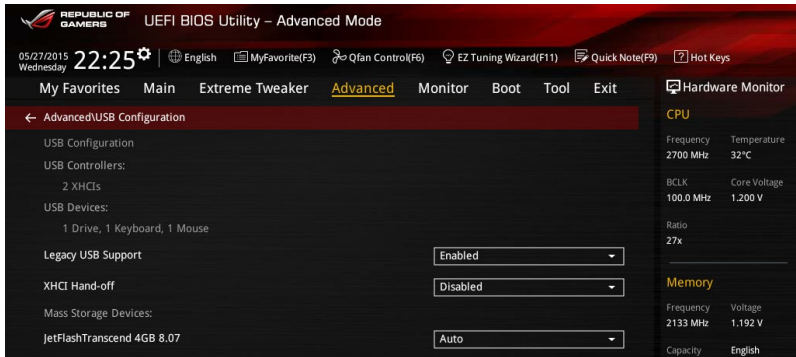 REPUBLIC OF
GAMERS
UEFI BIOS Utility – Advanced Mode
05/27/2015
Wednesday
22:25
English
MyFavorite(F3)
Qfan Control(F6)
EZ Tuning Wizard(F11)
Quick Note(F9)
? Hot Keys
My Favorites Main Extreme Tweaker Advanced Monitor Boot Tool Exit
Hardware Monitor
← Advanced\USB Configuration
USB Configuration
USB Controllers:
2 XHCIs
USB Devices:
1 Drive, 1 Keyboard, 1 Mouse
Legacy USB Support Enabled
XHCI Hand-off Disabled
Mass Storage Devices:
JetFlashTranscend 4GB 8.07 Auto
CPU
Frequency Temperature
2700 MHz 32°C
BCLK Core Voltage
100.0 MHz 1.200 V
Ratio
27x
Memory
Frequency Voltage
2133 MHz 1.192 V
Capacity English